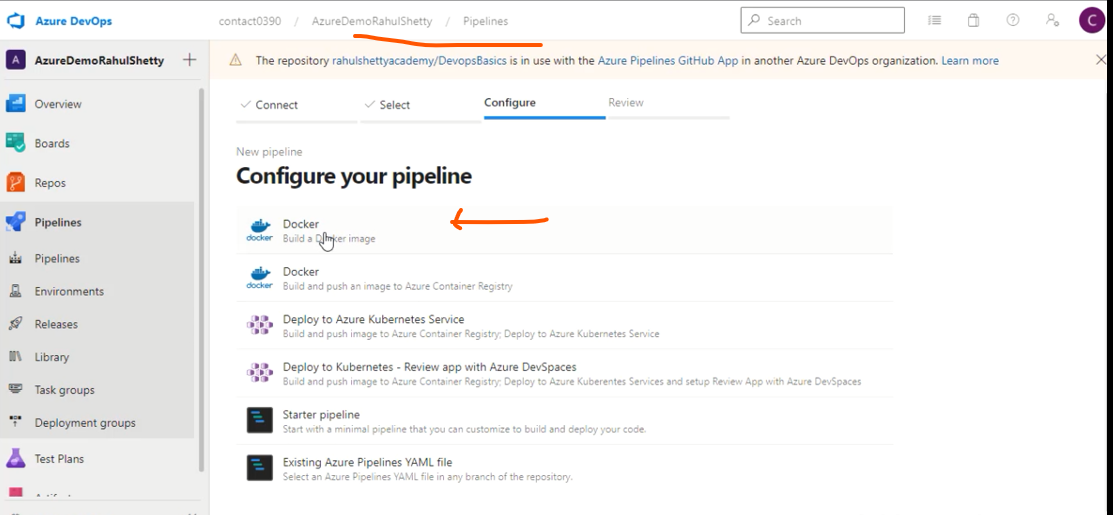 Azure DevOps
contact0390 / AzureDemoRahulShetty / Pipelines
Search
C
A AzureDemoRahulShetty
The repository rahulshettyacademy/DevopsBasics is in use with the Azure Pipelines GitHub App in another Azure DevOps organization. Learn more
Overview
Boards
Repos
Pipelines
Pipelines
Environments
Releases
Library
Task groups
Deployment groups
Test Plans
Connect
Select
Configure
Review
New pipeline
Configure your pipeline
docker
Docker
Build a Docker image
docker
Docker
Build and push an image to Azure Container Registry
Deploy to Azure Kubernetes Service
Build and push image to Azure Container Registry; Deploy to Azure Kubernetes Service
Deploy to Kubernetes - Review app with Azure DevSpaces
Build and push image to Azure Container Registry; Deploy to Azure Kuberentes Services and setup Review App with Azure DevSpaces
Starter pipeline
Start with a minimal pipeline that you can customize to build and deploy your code.
Existing Azure Pipelines YAML file
Select an Azure Pipelines YAML file in any branch of the repository.